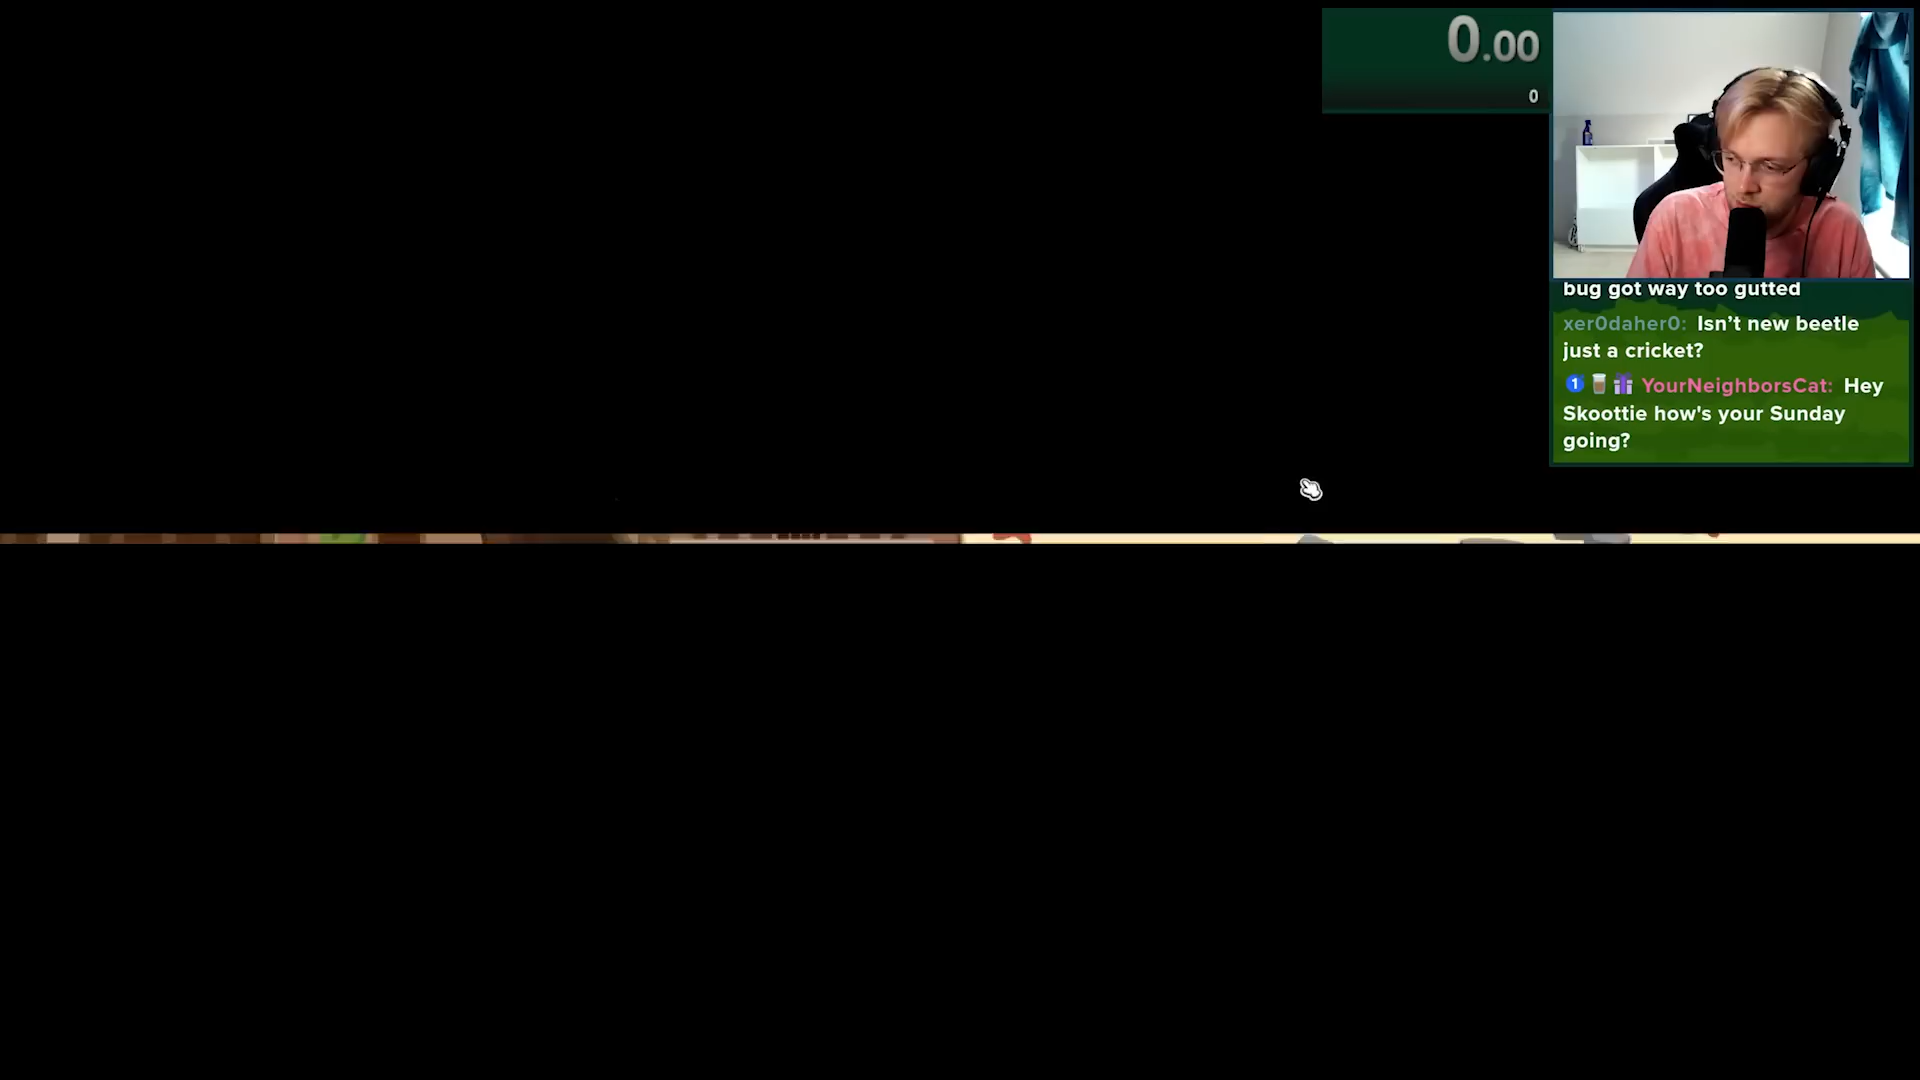 0.00
0
bug got way too gutted
xer0daher0: Isn’t new beetle
just a cricket?
1 YourNeighborsCat: Hey
Skoottie how's your Sunday
going?